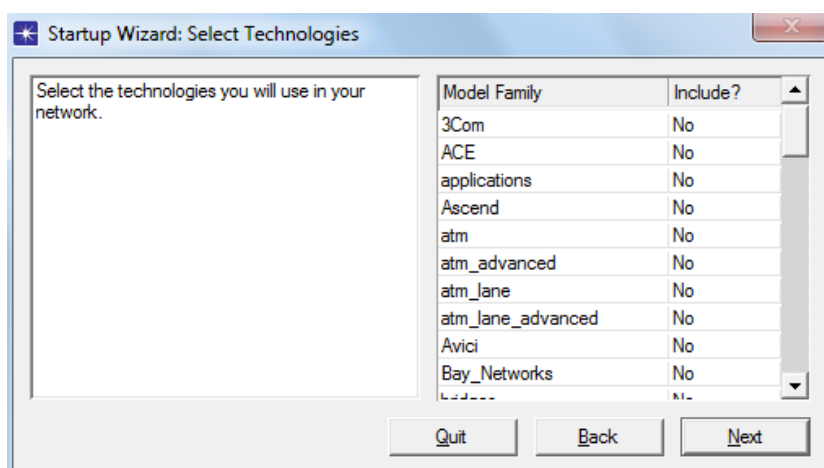 Startup Wizard: Select Technologies
Select the technologies you will use in your
network.
Model Family Include?
3Com No
ACE No
applications No
Ascend No
atm No
atm_advanced No
atm_lane No
atm_lane_advanced No
Avici No
Bay_Networks No
Quit Back Next